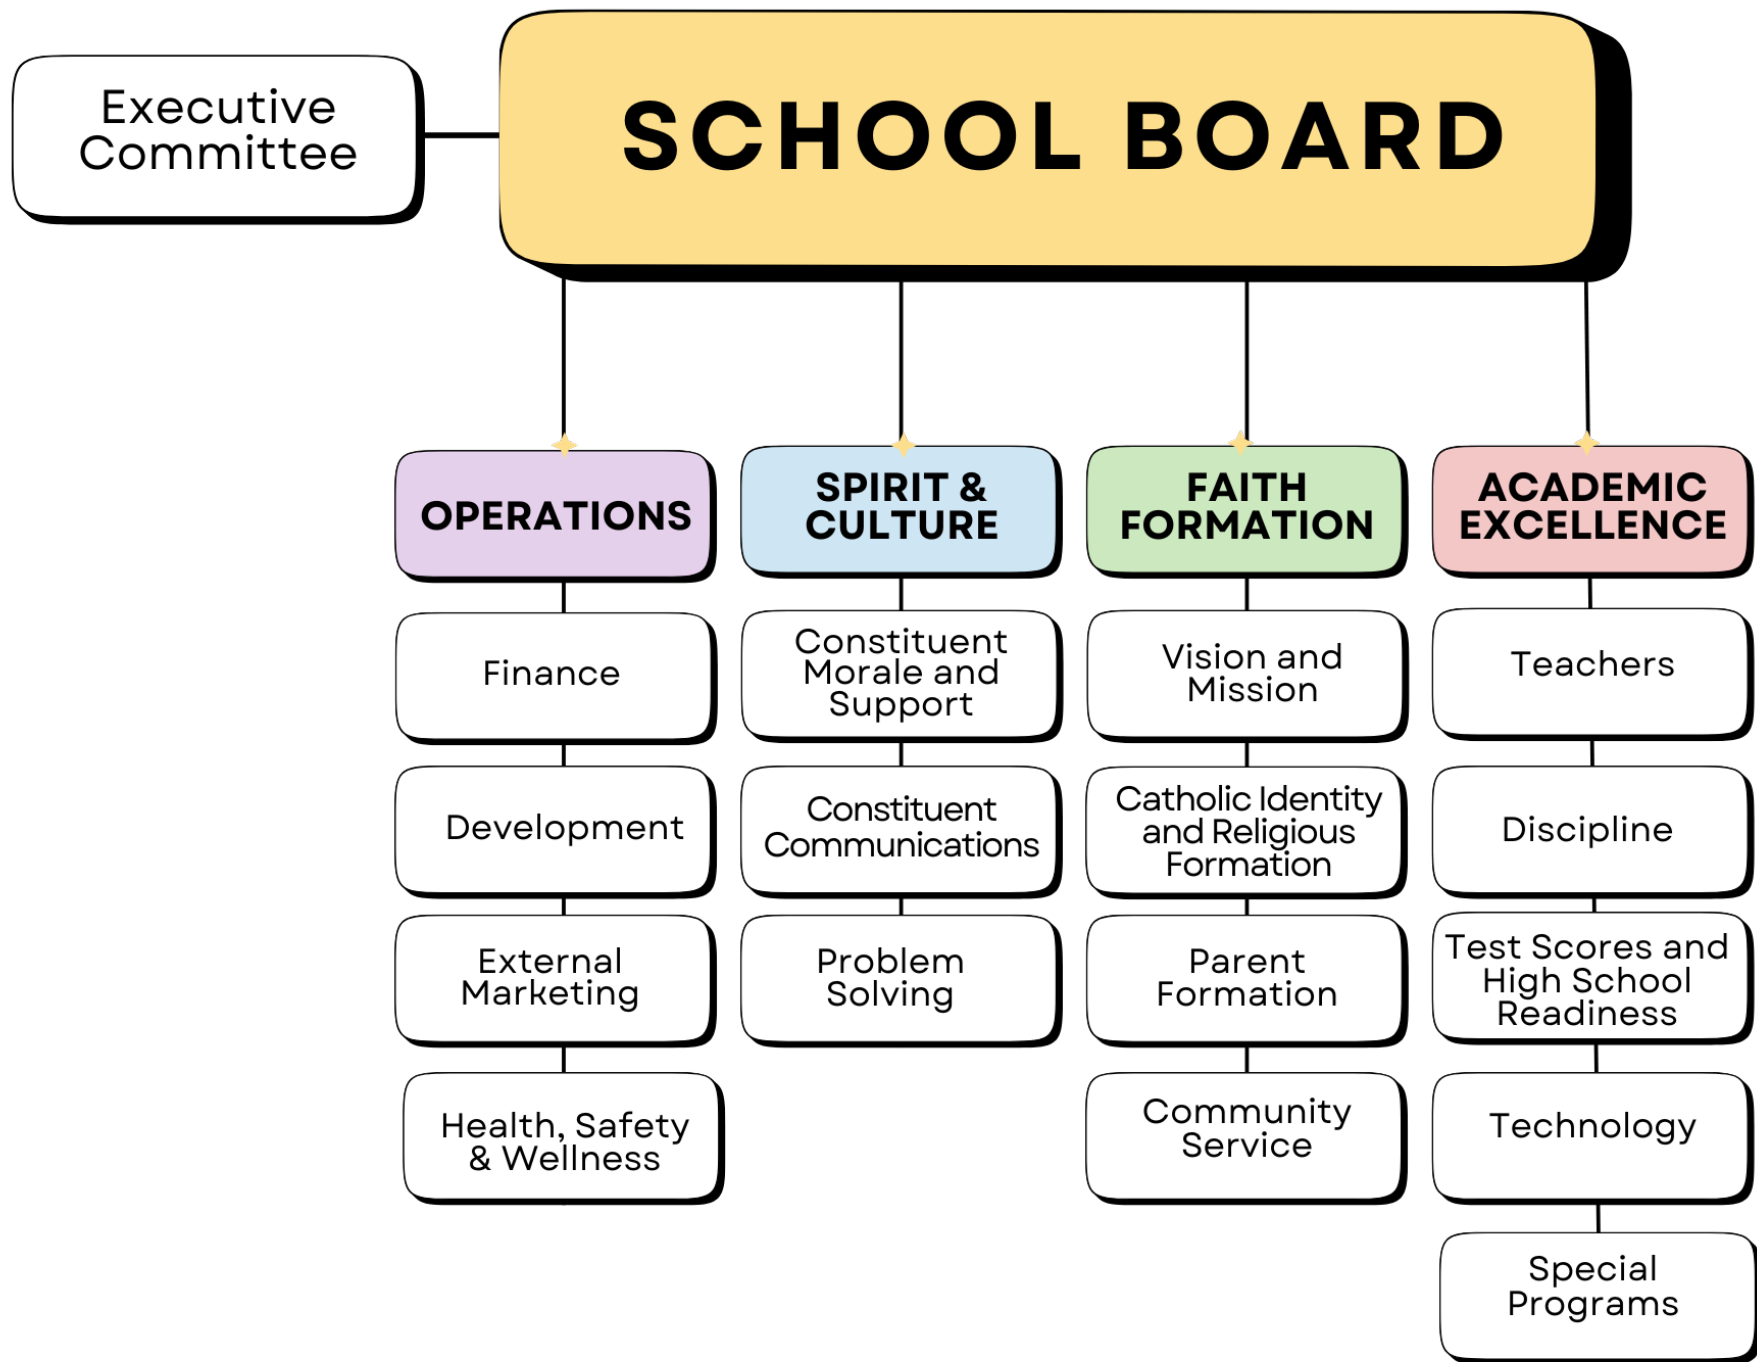 Executive
Committee
SCHOOL BOARD
OPERATIONS
Finance
Development
External
Marketing
Health, Safety
& Wellness
SPIRIT &
CULTURE
Constituent
Morale and
Support
Constituent
Communications
Problem
Solving
FAITH
FORMATION
Vision and
Mission
Catholic Identity
and Religious
Formation
Parent
Formation
Community
Service
ACADEMIC
EXCELLENCE
Teachers
Discipline
Test Scores and
High School
Readiness
Technology
Special
Programs